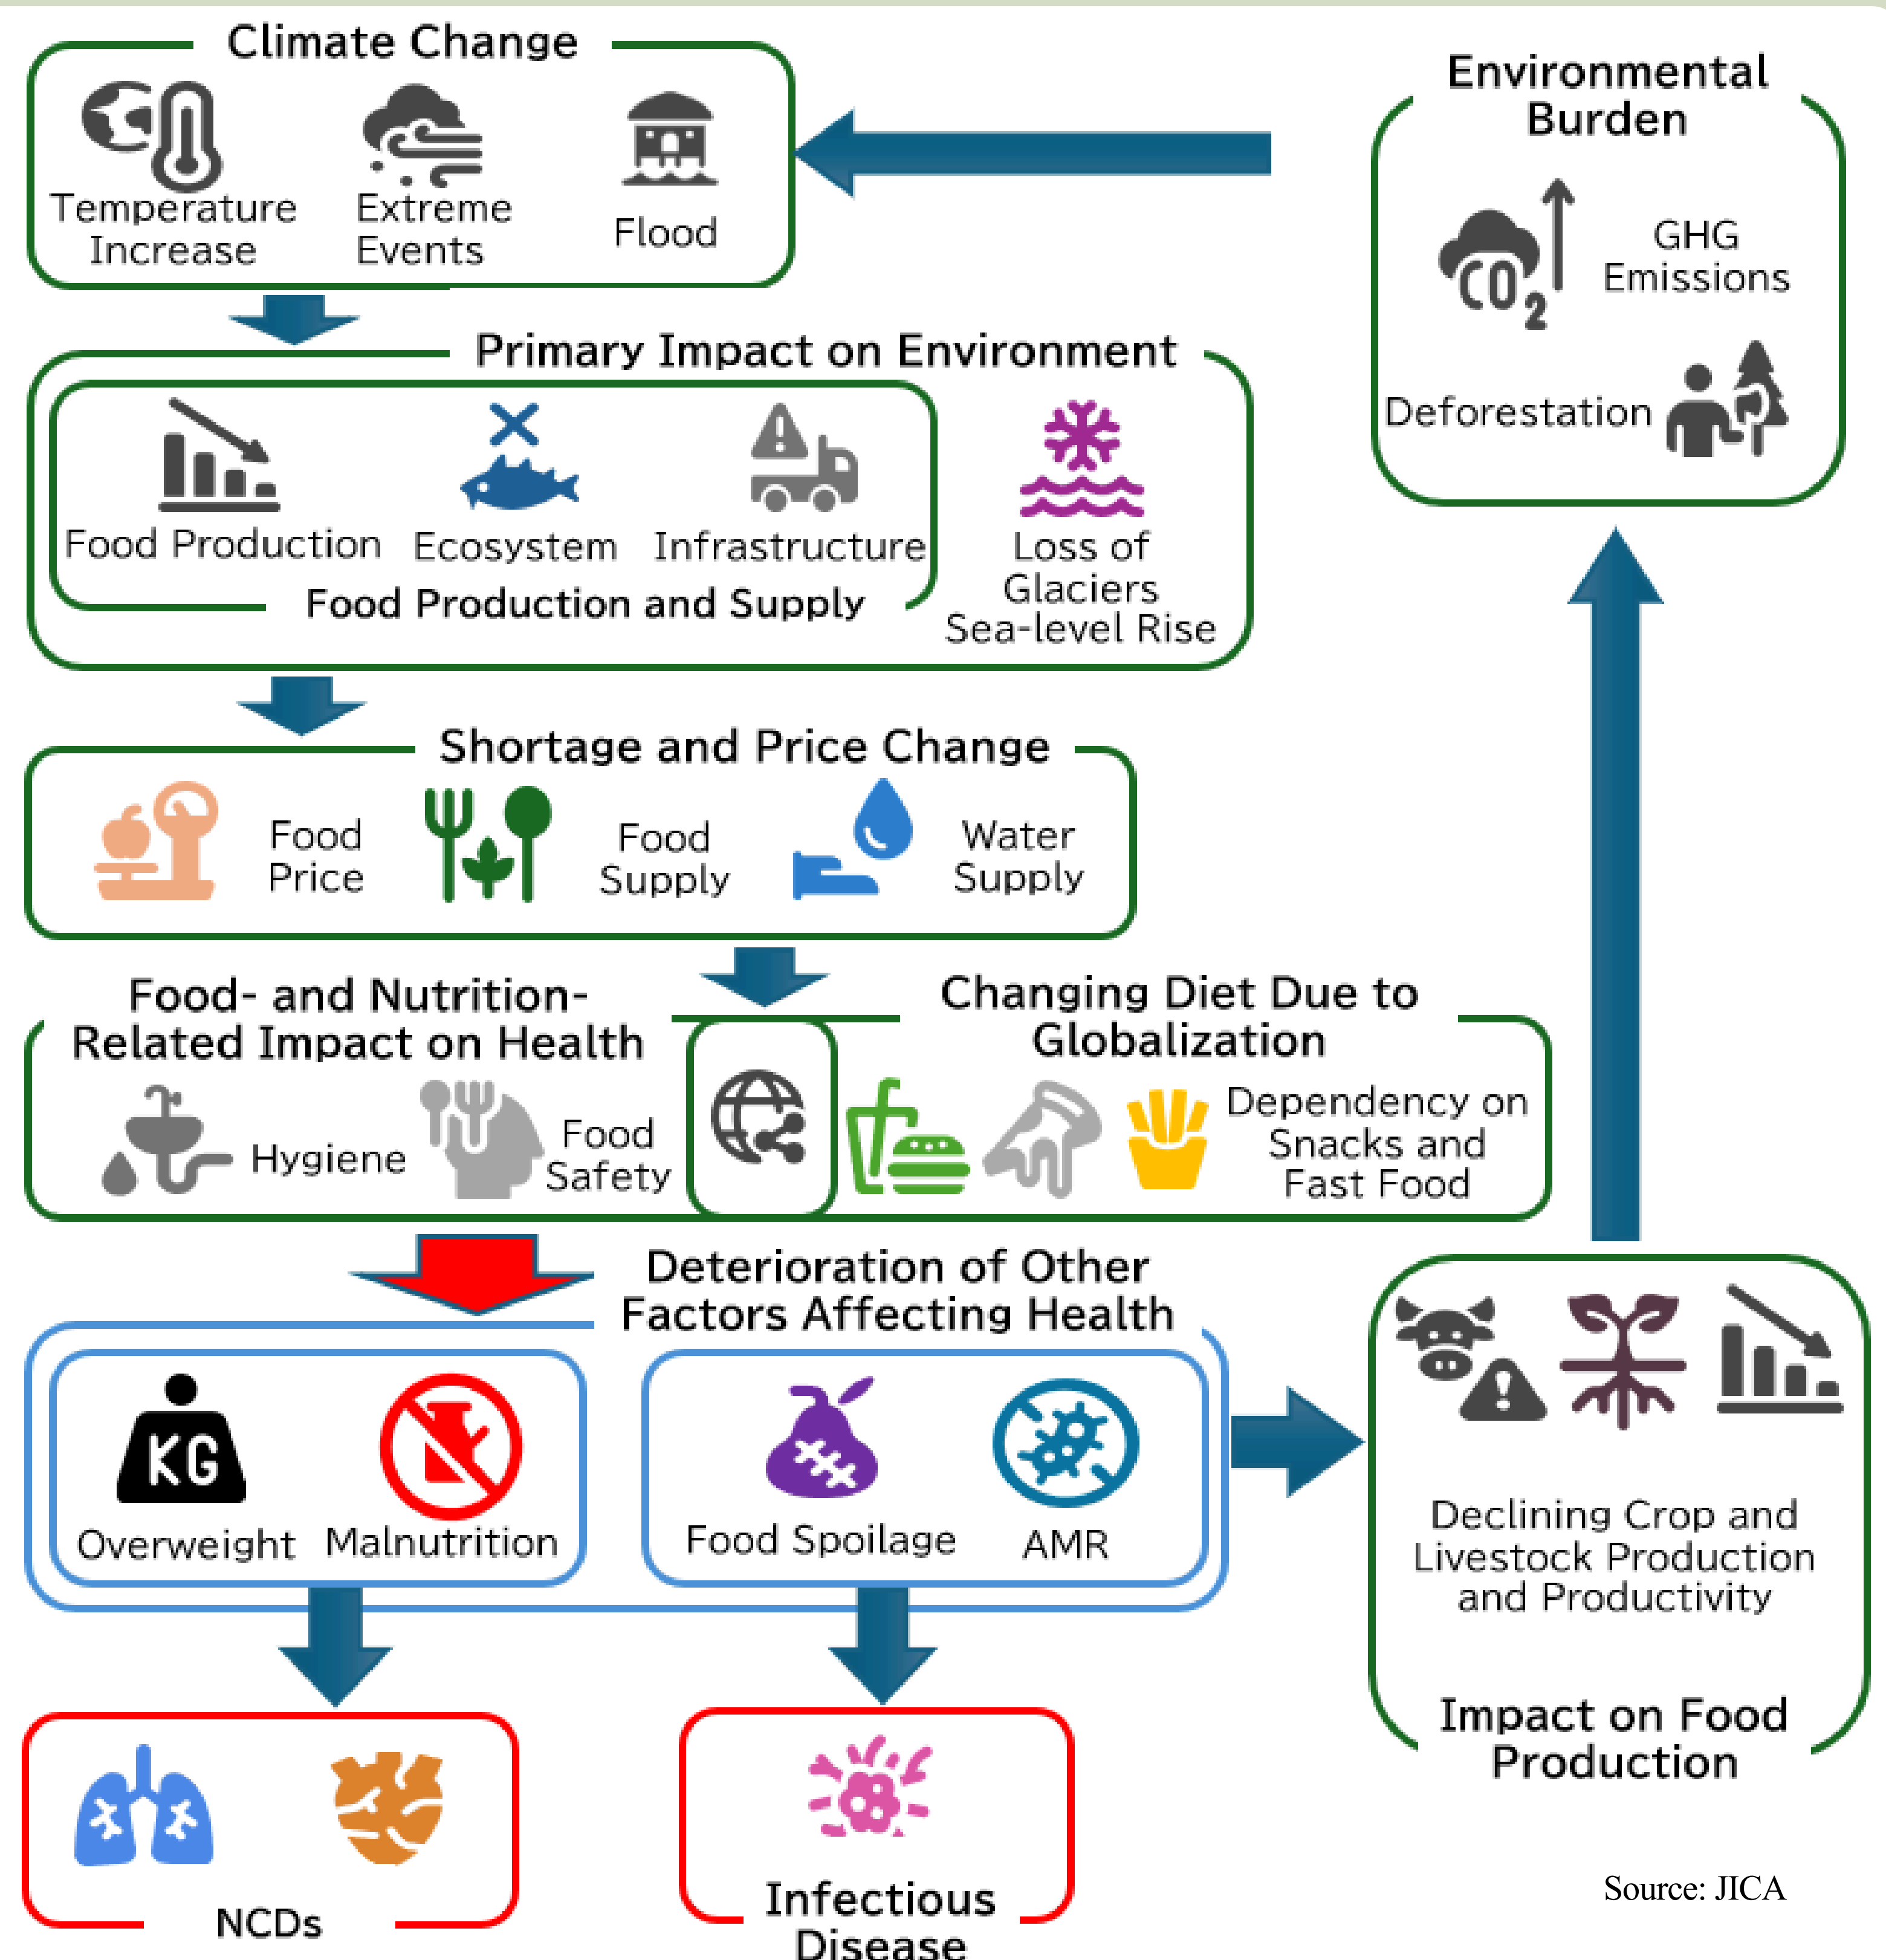 Climate Change
Temperature
Increase
Extreme
Events
Flood
Environmental
Burden
CO2
GHG
Emissions
Deforestation
Primary Impact on Environment
Food Production
Ecosystem
Infrastructure
Food Production and Supply
Loss of
Glaciers
Sea-level Rise
Shortage and Price Change
Food
Price
Food
Supply
Water
Supply
Food- and Nutrition-
Related Impact on Health
Hygiene
Food
Safety
Changing Diet Due to
Globalization
Dependency on
Snacks and
Fast Food
Deterioration of Other
Factors Affecting Health
KG
Overweight
Malnutrition
Food Spoilage
AMR
Declining Crop and
Livestock Production
and Productivity
Impact on Food
Production
NCDs
Infectious
Disease
Source: JICA